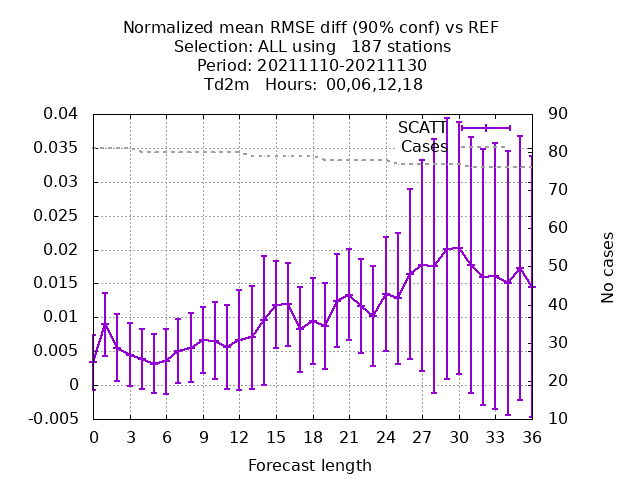 Normalized mean RMSE diff (90% conf) vs REF
Selection: ALL using   187 stations
Period: 20211110-20211130
Td2m   Hours:  00,06,12,18
0.04
0.035
0.03
0.025
0.02
0.015
0.01
0.005
0
-0.005
SCATT
Cases
90
80
70
60
50
40
30
20
10
No cases
0 3 6 9 12 15 18 21 24 27 30 33 36
Forecast length